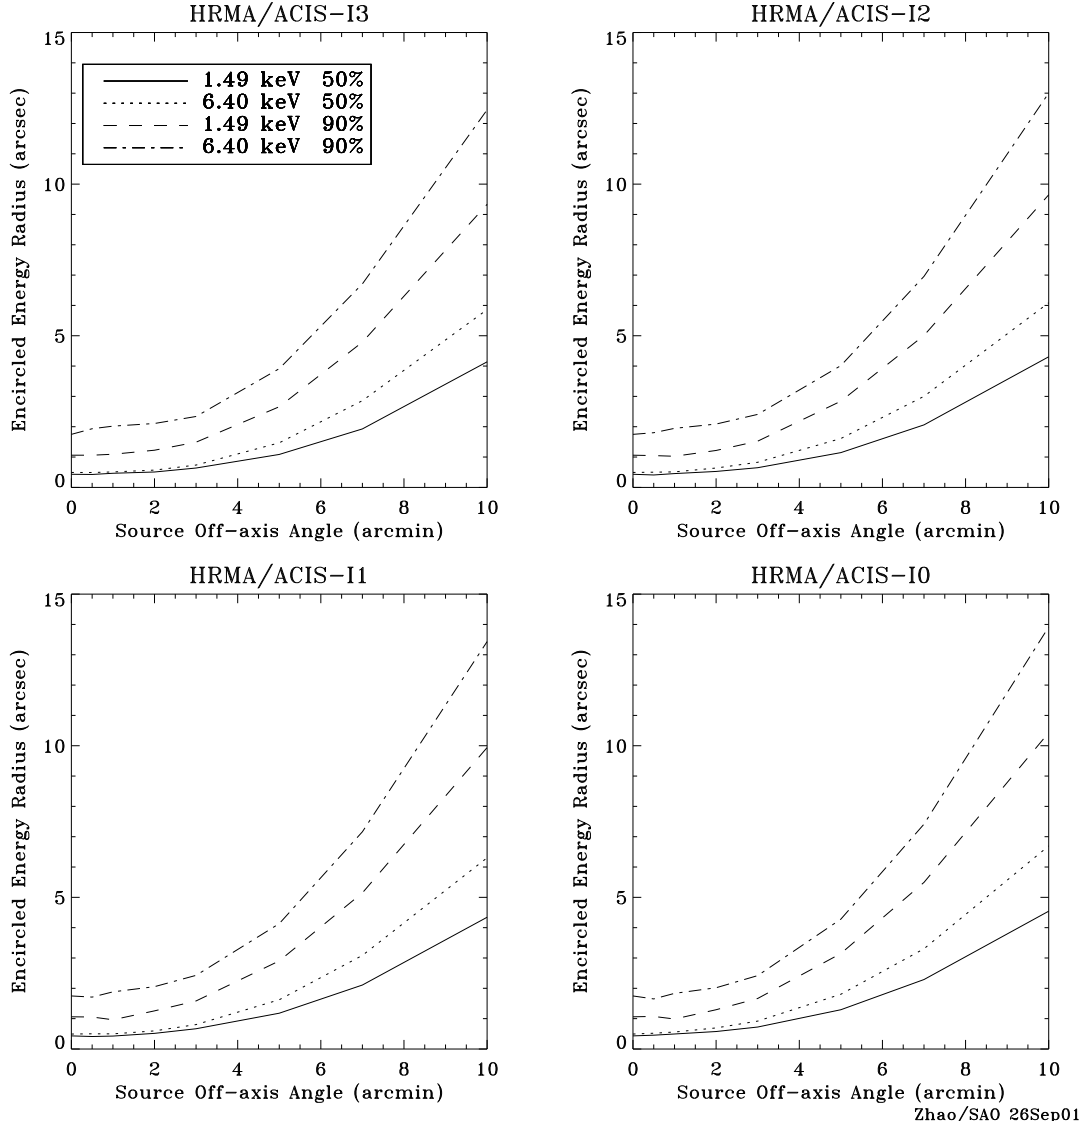 HRMA/ACIS-I3
15
10
5
0
Encircled Energy Radius (arcsec)
1.49 keV 50%
6.40 keV 50%
1.49 keV 90%
6.40 keV 90%
0 2 4 6 8 10
Source Off-axis Angle (arcmin)
HRMA/ACIS-I2
15
10
5
0
Encircled Energy Radius (arcsec)
0 2 4 6 8 10
Source Off-axis Angle (arcmin)
HRMA/ACIS-I1
15
10
5
0
Encircled Energy Radius (arcsec)
0 2 4 6 8 10
Source Off-axis Angle (arcmin)
HRMA/ACIS-I0
15
10
5
0
Encircled Energy Radius (arcsec)
0 2 4 6 8 10
Source Off-axis Angle (arcmin)
Zhao/SAO 26Sep01